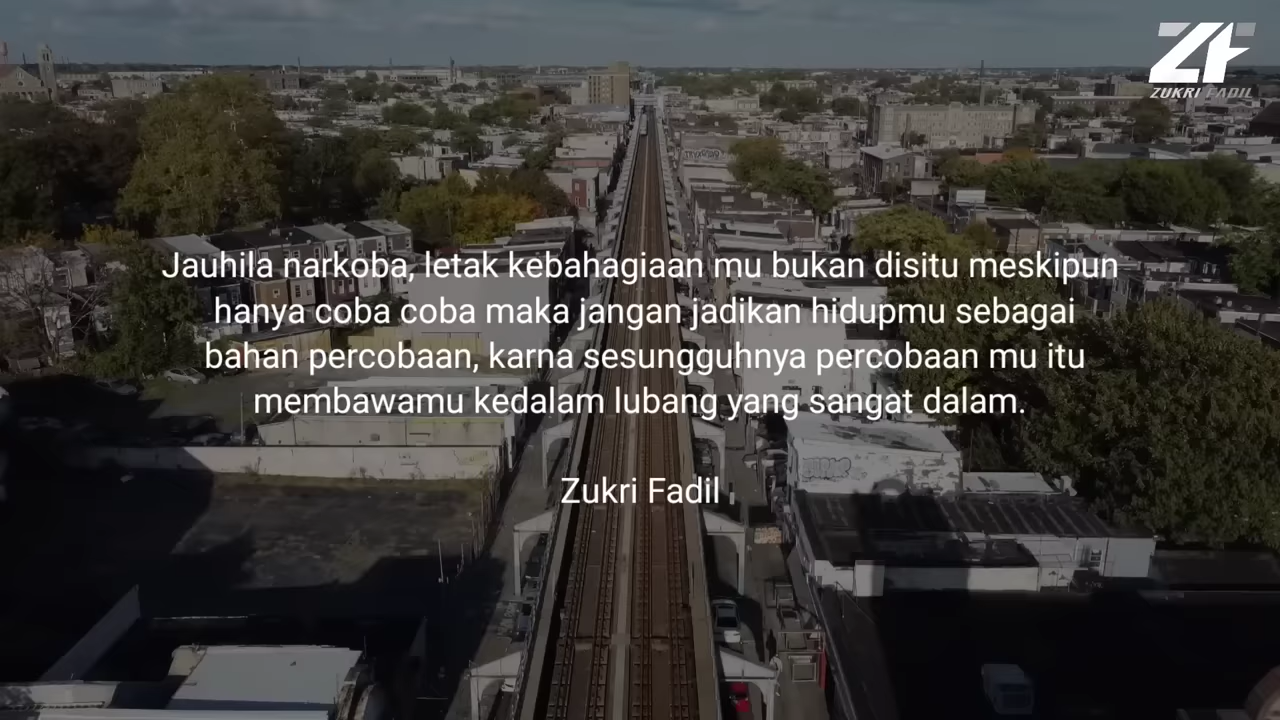 ZF
ZUKRI FADIL
Jauhila narkoba, letak kebahagiaan mu bukan disitu meskipun
hanya coba coba maka jangan jadikan hidupmu sebagai
bahan percobaan, karna sesungguhnya percobaan mu itu
membawamu kedalam lubang yang sangat dalam.
Zukri Fadil